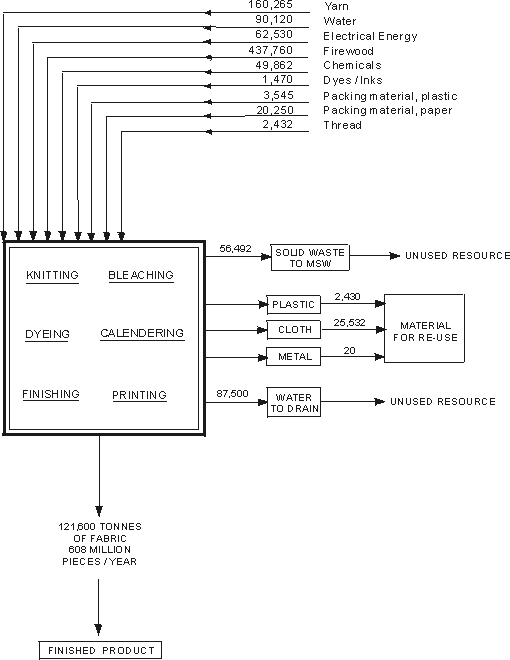 160,265 Yarn
90,120 Water
62,530 Electrical Energy
437,760 Firewood
49,862 Chemicals
1,470 Dyes / Inks
3,545 Packing material, plastic
20,250 Packing material, paper
2,432 Thread
KNITTING BLEACHING
DYEING CALENDERING
FINISHING PRINTING
56,492
SOLID WASTE
TO MSW
UNUSED RESOURCE
PLASTIC 2,430
CLOTH 25,532
METAL 20
MATERIAL
FOR RE-USE
87,500
WATER
TO DRAIN
UNUSED RESOURCE
121,600 TONNES
OF FABRIC
608 MILLION
PIECES / YEAR
FINISHED PRODUCT